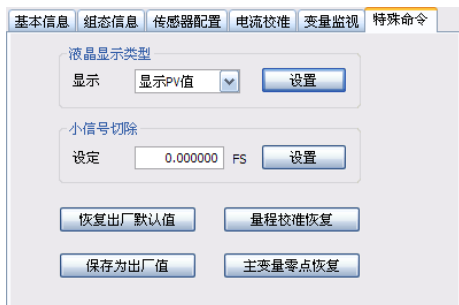 基本信息 组态信息 传感器配置 电流校准 变量监视 特殊命令
液晶显示类型
显示 显示PV值 设置
小信号切除
设定 0.000000 FS 设置
恢复出厂默认值 量程校准恢复
保存为出厂值 主变量零点恢复